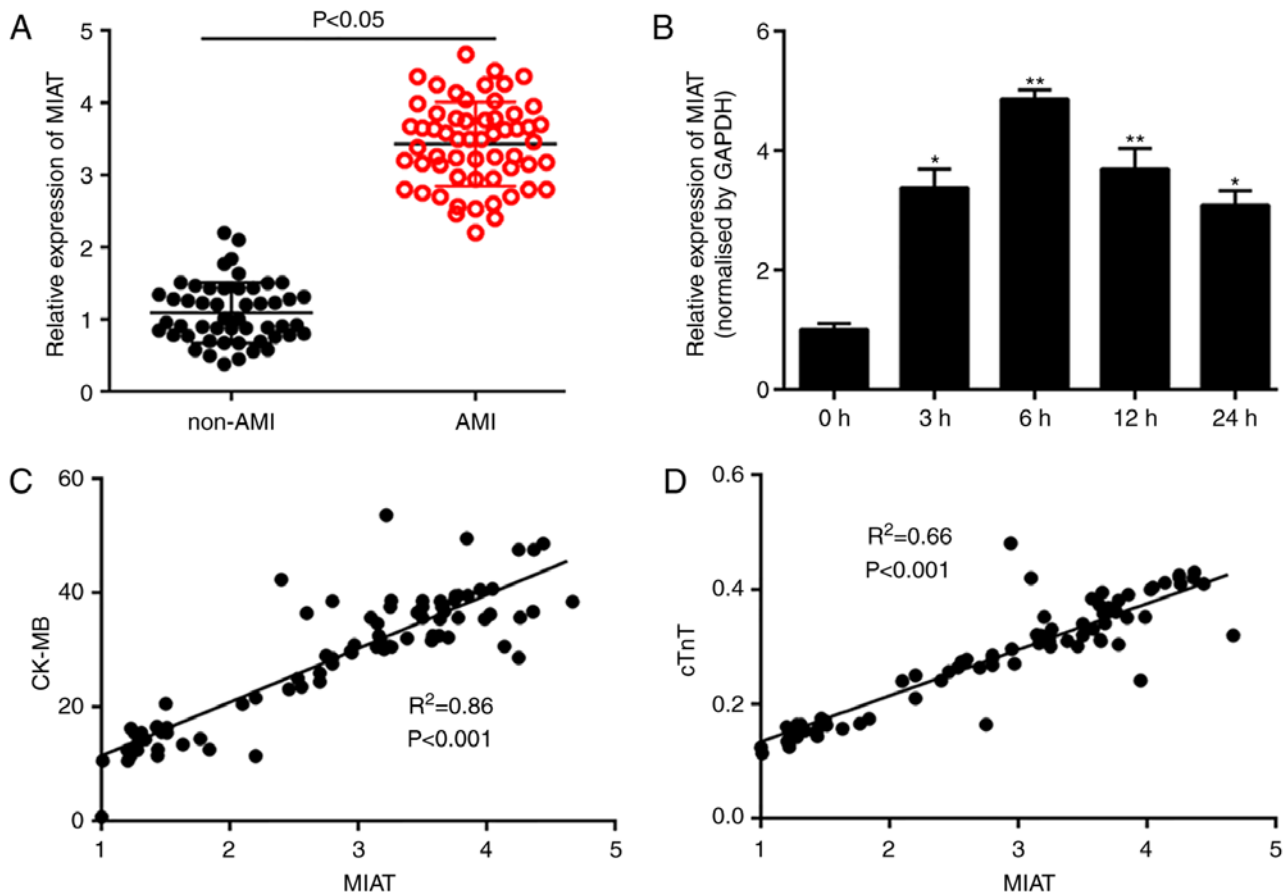 A
P<0.05
Relative expression of MIAT
5
4
3
2
1
0
non-AMI
AMI
B
Relative expression of MIAT
(normalised by GAPDH)
6
4
2
0
*
**
**
*
0 h
3 h
6 h
12 h
24 h
C
CK-MB
60
40
20
0
R²=0.86
P<0.001
1
2
3
4
5
MIAT
D
cTnT
0.6
0.4
0.2
0.0
R²=0.66
P<0.001
1
2
3
4
5
MIAT